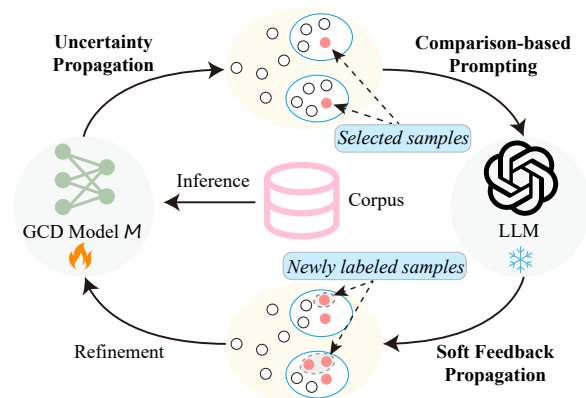 Uncertainty
Propagation
Comparison-based
Prompting
Selected samples
Inference
Corpus
GCD Model M
LLM
Newly labeled samples
Refinement
Soft Feedback
Propagation